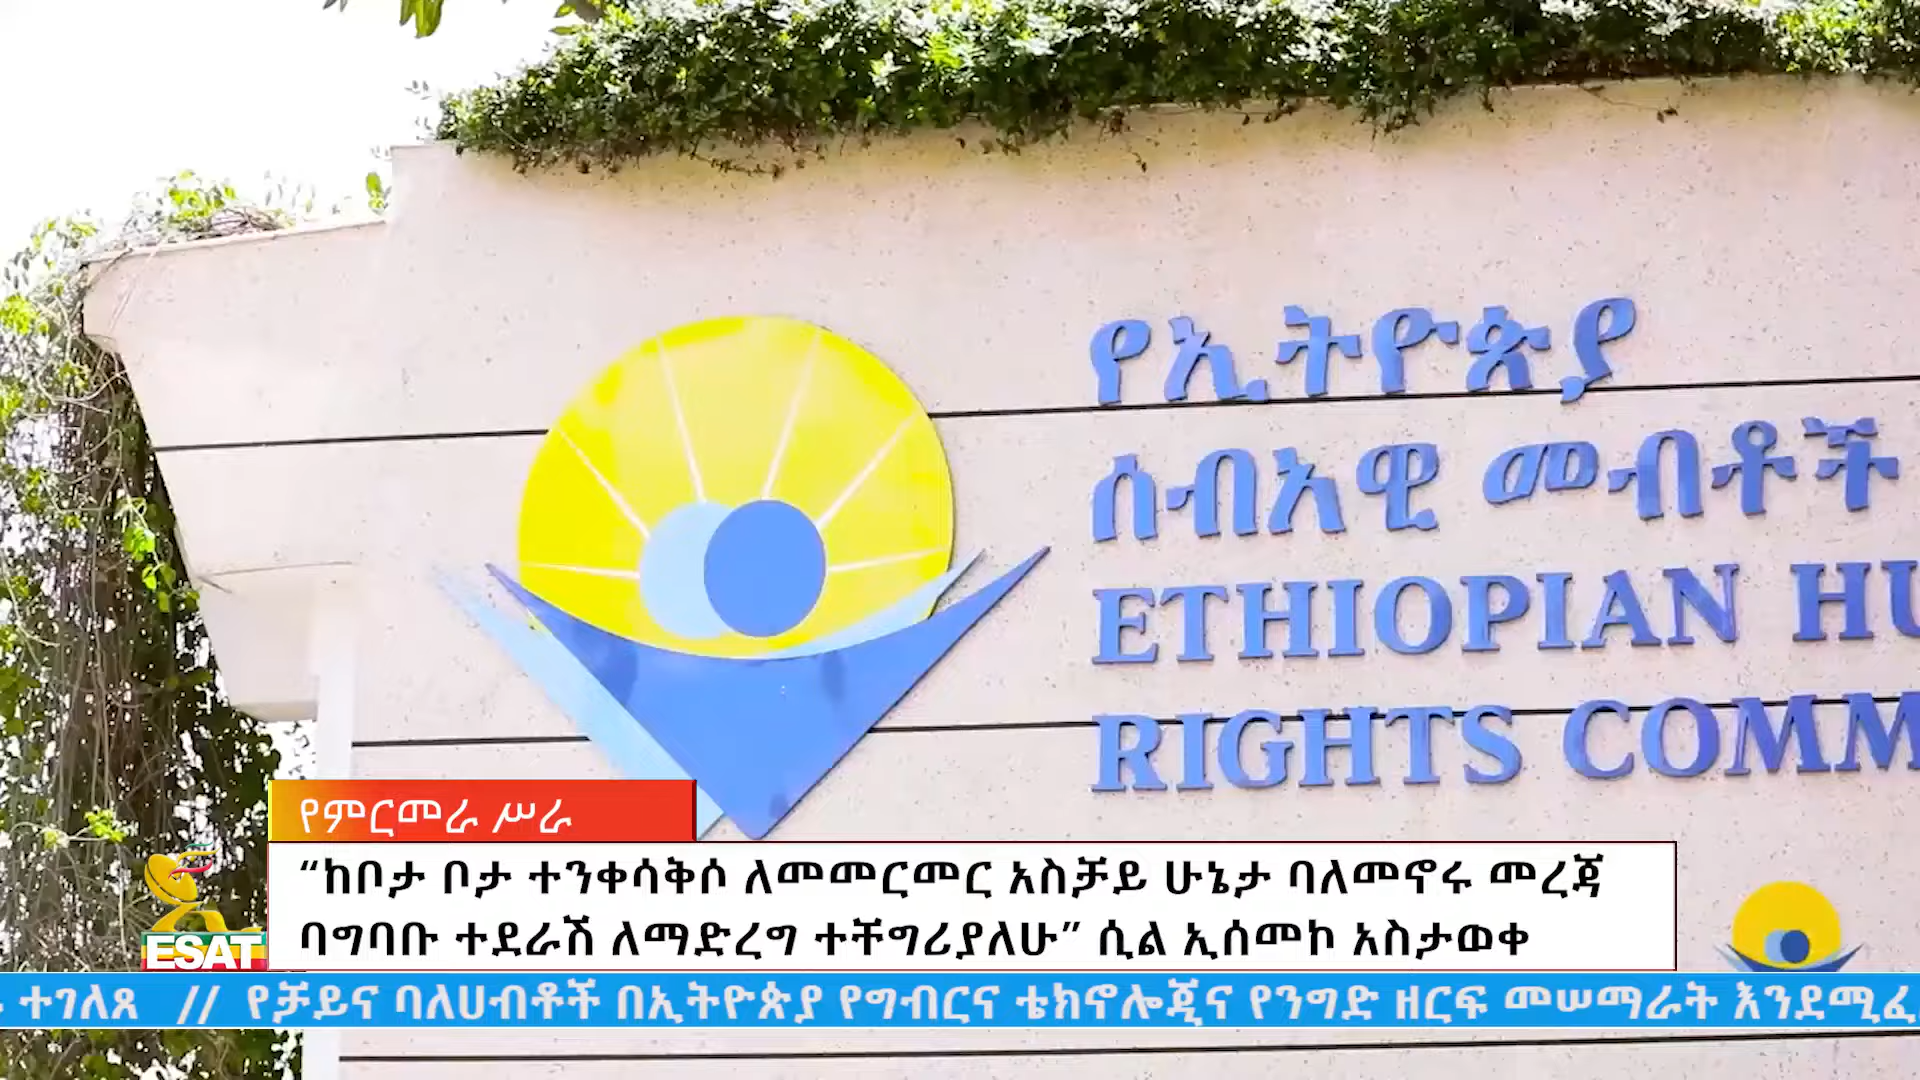 የኢትዮጵያ
ሰብአዊ መብቶች
ETHIOPIAN HU
RIGHTS COMM
የምርመራ ሥራ
“ከቦታ ቦታ ተንቀሳቅሶ ለመመርመር አስቻይ ሁኔታ ባለመኖሩ መረጃ
በግባቡ ተደራሽ ለማድረግ ተቸግሪያለሁ” ሲል ኢሰመኮ አስታወቀ
ESAT
ተገለጸ // የቻይና ባለሀብቶች በኢትዮጵያ የግብርና ቴክኖሎጂና የንግድ ዘርፍ መሠማራት እንደሚፈ